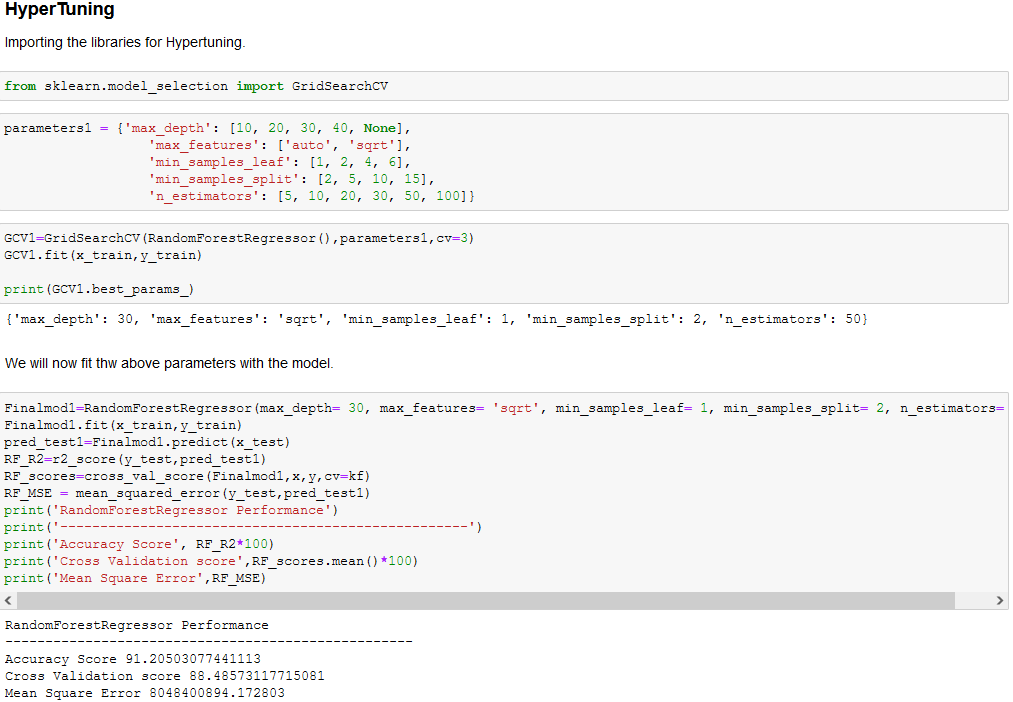 HyperTuning
Importing the libraries for Hypertuning.
from sklearn.model_selection import GridSearchCV
parameters1 = {'max_depth': [10, 20, 30, 40, None],
'max_features': ['auto', 'sqrt'],
'min_samples_leaf': [1, 2, 4, 6],
'min_samples_split': [2, 5, 10, 15],
'n_estimators': [5, 10, 20, 30, 50, 100]}
GCV1=GridSearchCV(RandomForestRegressor(),parameters1,cv=3)
GCV1.fit(x_train,y_train)
print(GCV1.best_params_)
{'max_depth': 30, 'max_features': 'sqrt', 'min_samples_leaf': 1, 'min_samples_split': 2, 'n_estimators': 50}
We will now fit thw above parameters with the model.
Finalmod1=RandomForestRegressor(max_depth= 30, max_features= 'sqrt', min_samples_leaf= 1, min_samples_split= 2, n_estimators=
Finalmod1.fit(x_train,y_train)
pred_test1=Finalmod1.predict(x_test)
RF_R2=r2_score(y_test,pred_test1)
RF_scores=cross_val_score(Finalmod1,x,y,cv=kf)
RF_MSE = mean_squared_error(y_test,pred_test1)
print('RandomForestRegressor Performance')
print('---------------------------------------------------')
print('Accuracy Score', RF_R2*100)
print('Cross Validation score',RF_scores.mean()*100)
print('Mean Square Error',RF_MSE)
RandomForestRegressor Performance
---------------------------------------------------
Accuracy Score 91.20503077441113
Cross Validation score 88.48573117715081
Mean Square Error 8048400894.172803